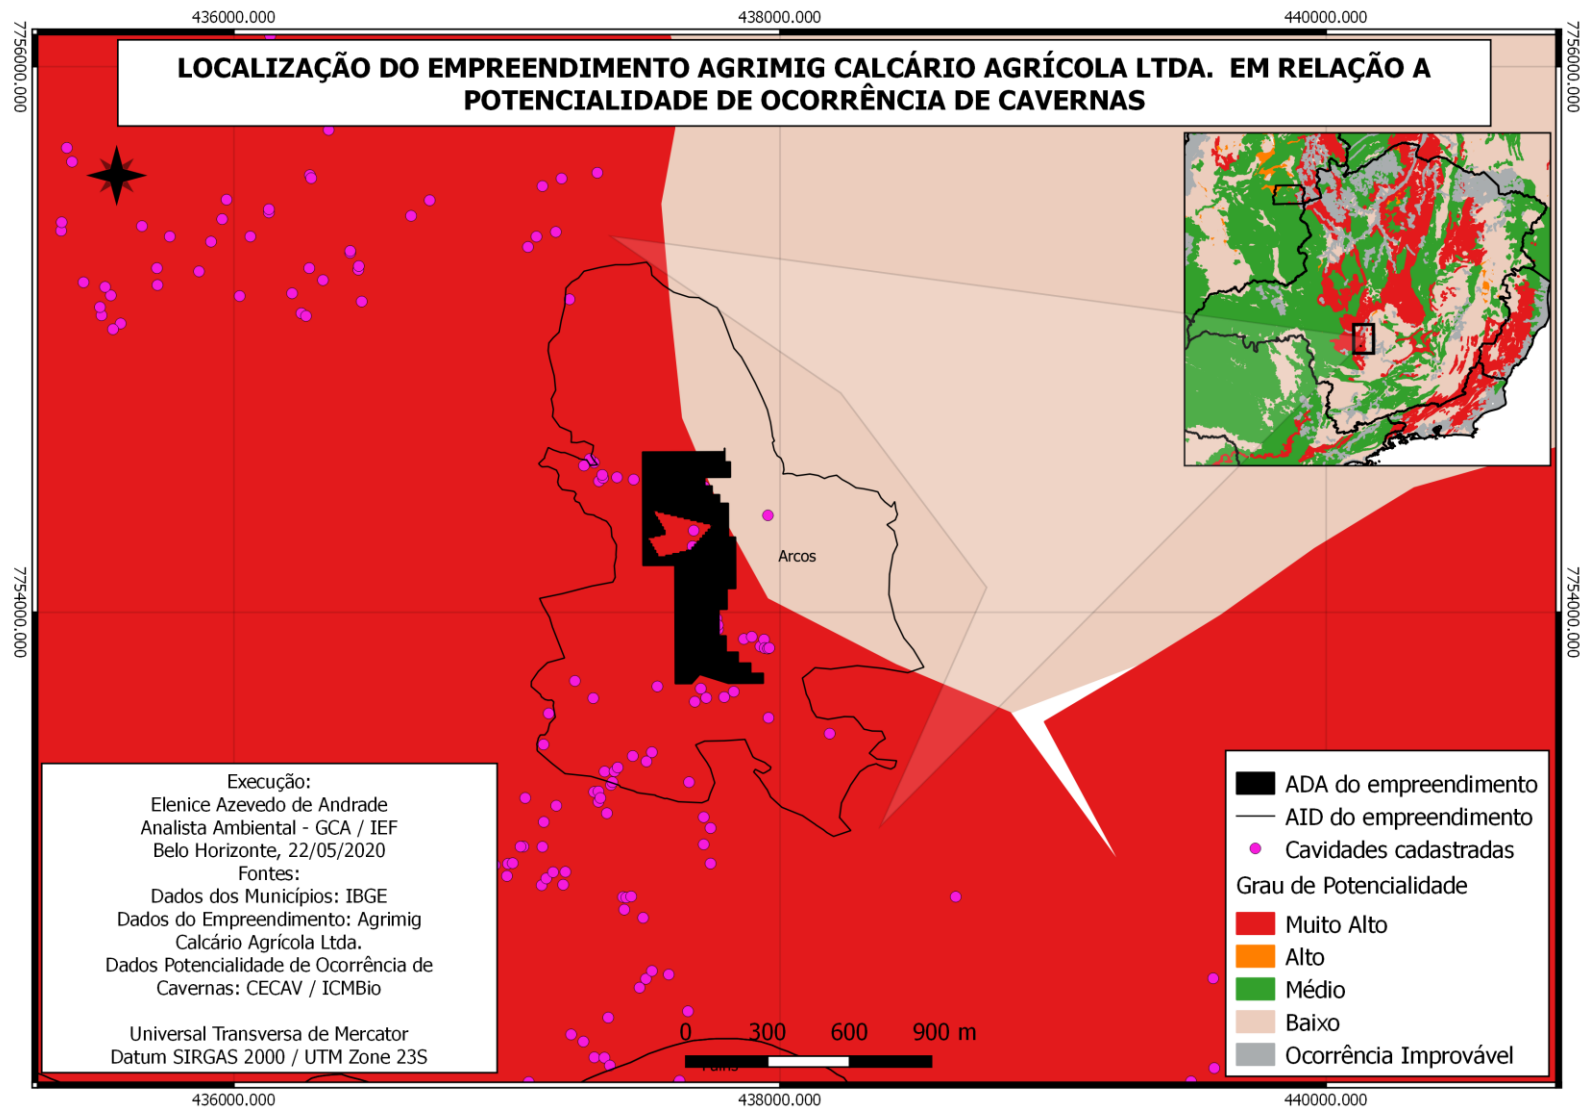 436000.000
438000.000
440000.000
7756000.000
7756000.000
LOCALIZAÇÃO DO EMPREENDIMENTO AGRIMIG CALCÁRIO AGRÍCOLA LTDA. EM RELAÇÃO A
POTENCIALIDADE DE OCORRÊNCIA DE CAVERNAS
Arcos
7754000.000
7754000.000
Execução:
Elenice Azevedo de Andrade
Analista Ambiental - GCA / IEF
Belo Horizonte, 22/05/2020
Fontes:
Dados dos Municípios: IBGE
Dados do Empreendimento: Agrimig
Calcário Agrícola Ltda.
Dados Potencialidade de Ocorrência de
Cavernas: CECAV / ICMBio
Universal Transversa de Mercator
Datum SIRGAS 2000 / UTM Zone 23S
0 300 600 900 m
Pains
ADA do empreendimento
AID do empreendimento
Cavidades cadastradas
Grau de Potencialidade
Muito Alto
Alto
Médio
Baixo
Ocorrência Improvável
436000.000
438000.000
440000.000